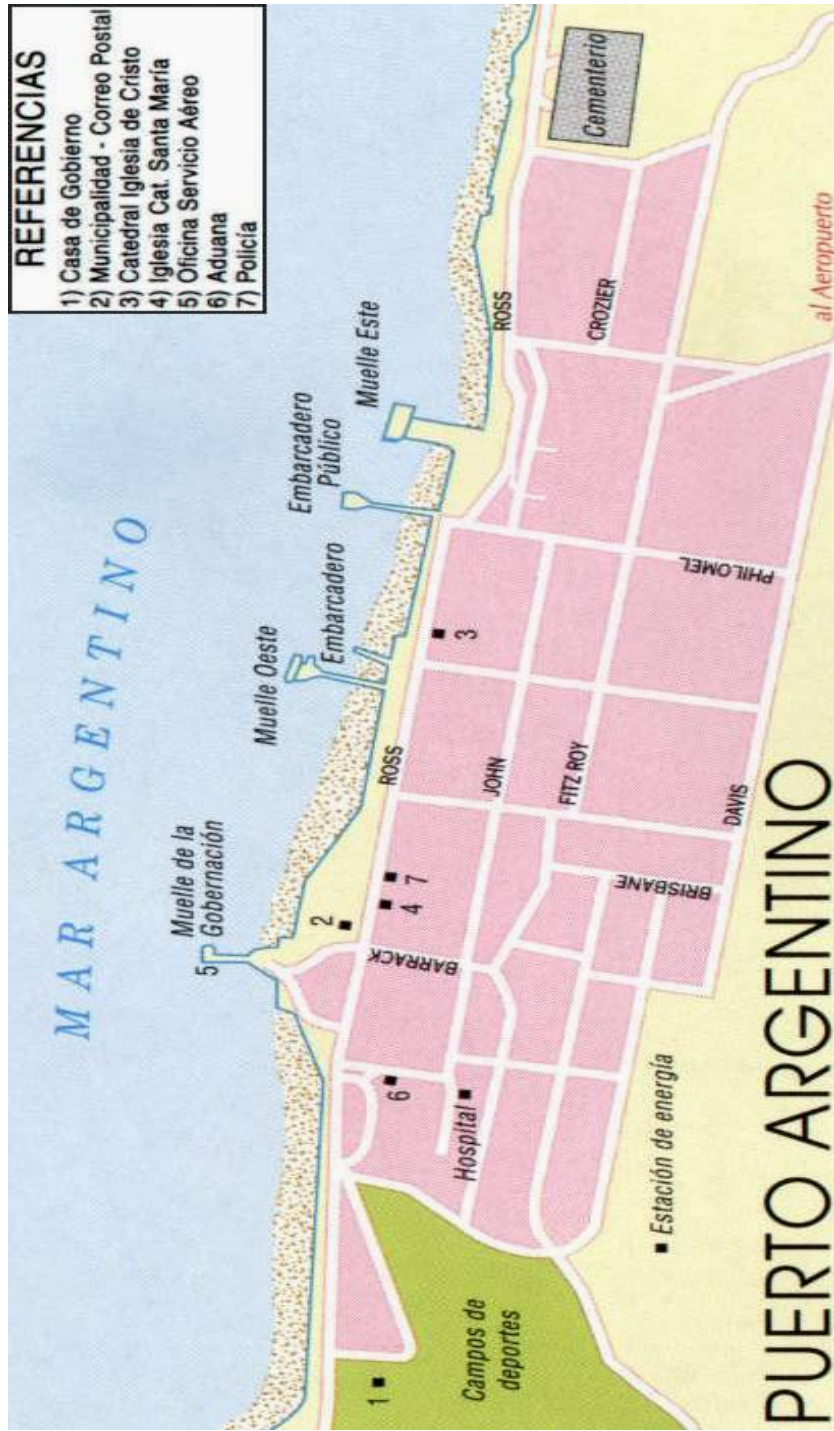 REFERENCIAS
1) Casa de Gobierno
2) Municipalidad - Correo Postal
3) Catedral Iglesia de Cristo
4) Iglesia Cat. Santa María
5) Oficina Servicio Aéreo
6) Aduana
7) Policía
MAR ARGENTINO
Muelle de la
Gobernación
5
Muelle Oeste
Embarcadero
Embarcadero
Público
Muelle Este
2
ROSS
ROSS
Cementerio
1
6
4
7
3
BARRACK
JOHN
CROZIER
Hospital
Campos de
deportes
FITZ ROY
BRISBANE
PHILOMEL
DAVIS
Estación de energía
al Aeropuerto
PUERTO ARGENTINO